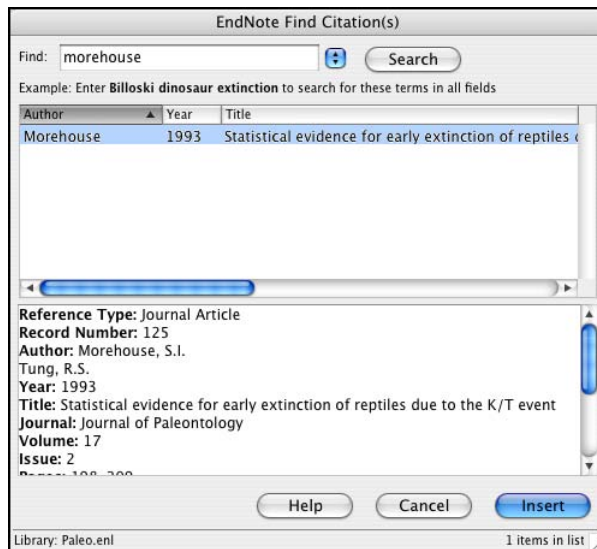 EndNote Find Citation(s)
Find: morehouse Search
Example: Enter Billoski dinosaur extinction to search for these terms in all fields
Author Year Title
Morehouse 1993 Statistical evidence for early extinction of reptiles
Reference Type: Journal Article
Record Number: 125
Author: Morehouse, S.I.
Tung, R.S.
Year: 1993
Title: Statistical evidence for early extinction of reptiles due to the K/T event
Journal: Journal of Paleontology
Volume: 17
Issue: 2
Help Cancel Insert
Library: Paleo.enl 1 items in list